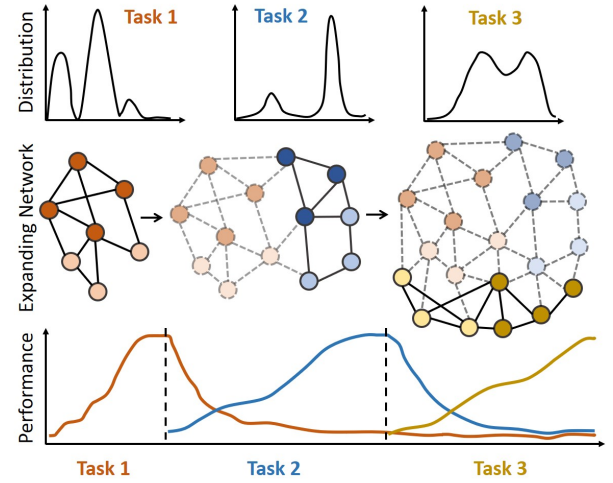 Distribution
Task 1
Task 2
Task 3
Expanding Network
Performance
Task 1
Task 2
Task 3